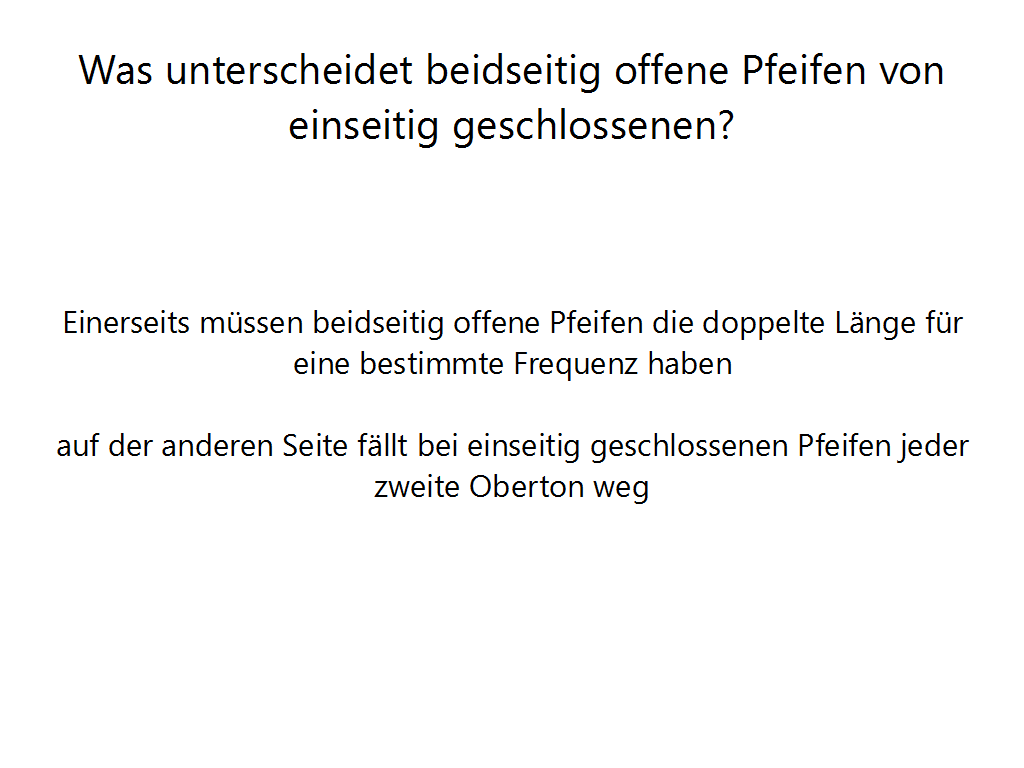 Was unterscheidet beidseitig offene Pfeifen von
einseitig geschlossenen?
Einerseits müssen beidseitig offene Pfeifen die doppelte Länge für
eine bestimmte Frequenz haben
auf der anderen Seite fällt bei einseitig geschlossenen Pfeifen jeder
zweite Oberton weg